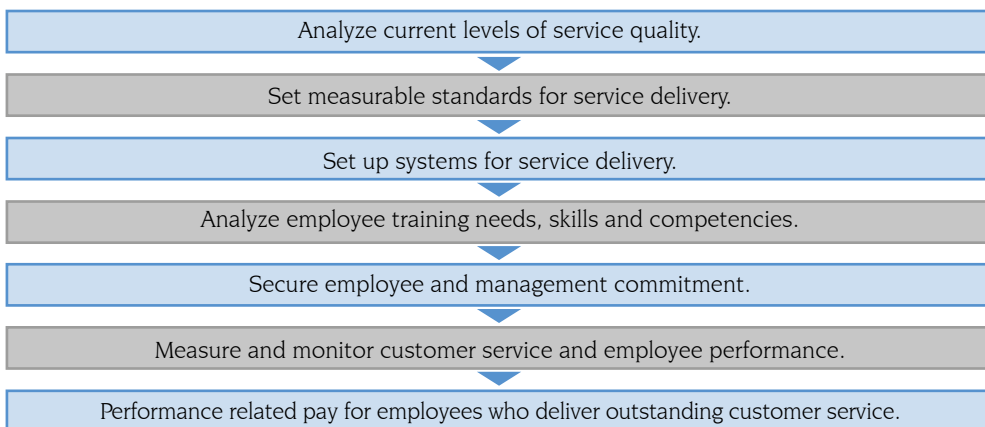 Analyze current levels of service quality.
Set measurable standards for service delivery.
Set up systems for service delivery.
Analyze employee training needs, skills and competencies.
Secure employee and management commitment.
Measure and monitor customer service and employee performance.
Performance related pay for employees who deliver outstanding customer service.